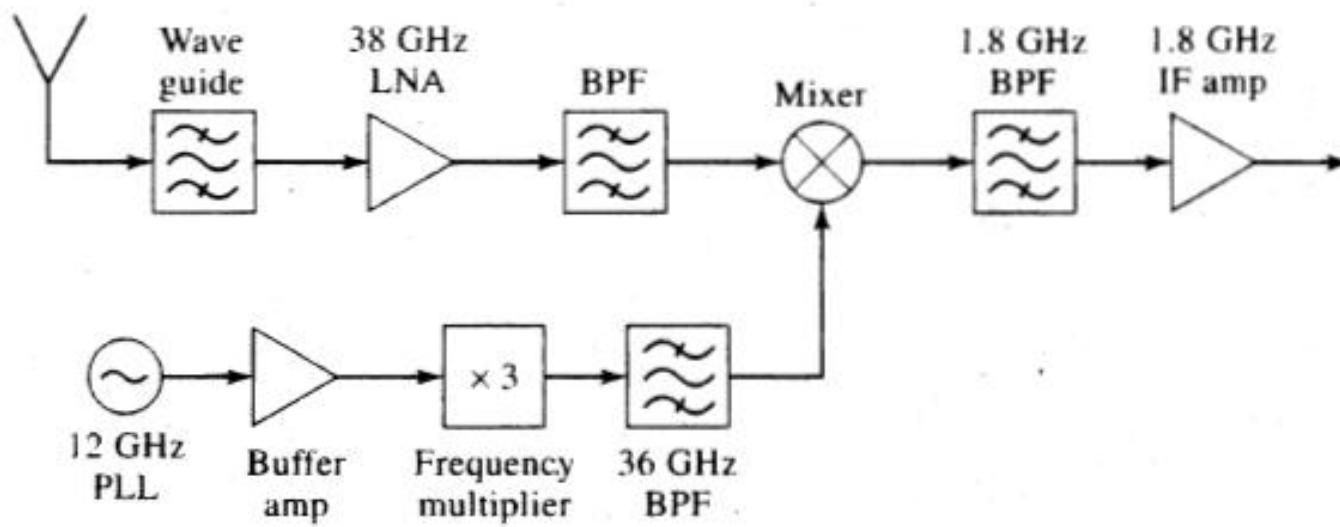 Wave
guide
38 GHz
LNA
BPF
Mixer
1.8 GHz
BPF
1.8 GHz
IF amp
× 3
12 GHz
PLL
Buffer
amp
Frequency
multiplier
36 GHz
BPF